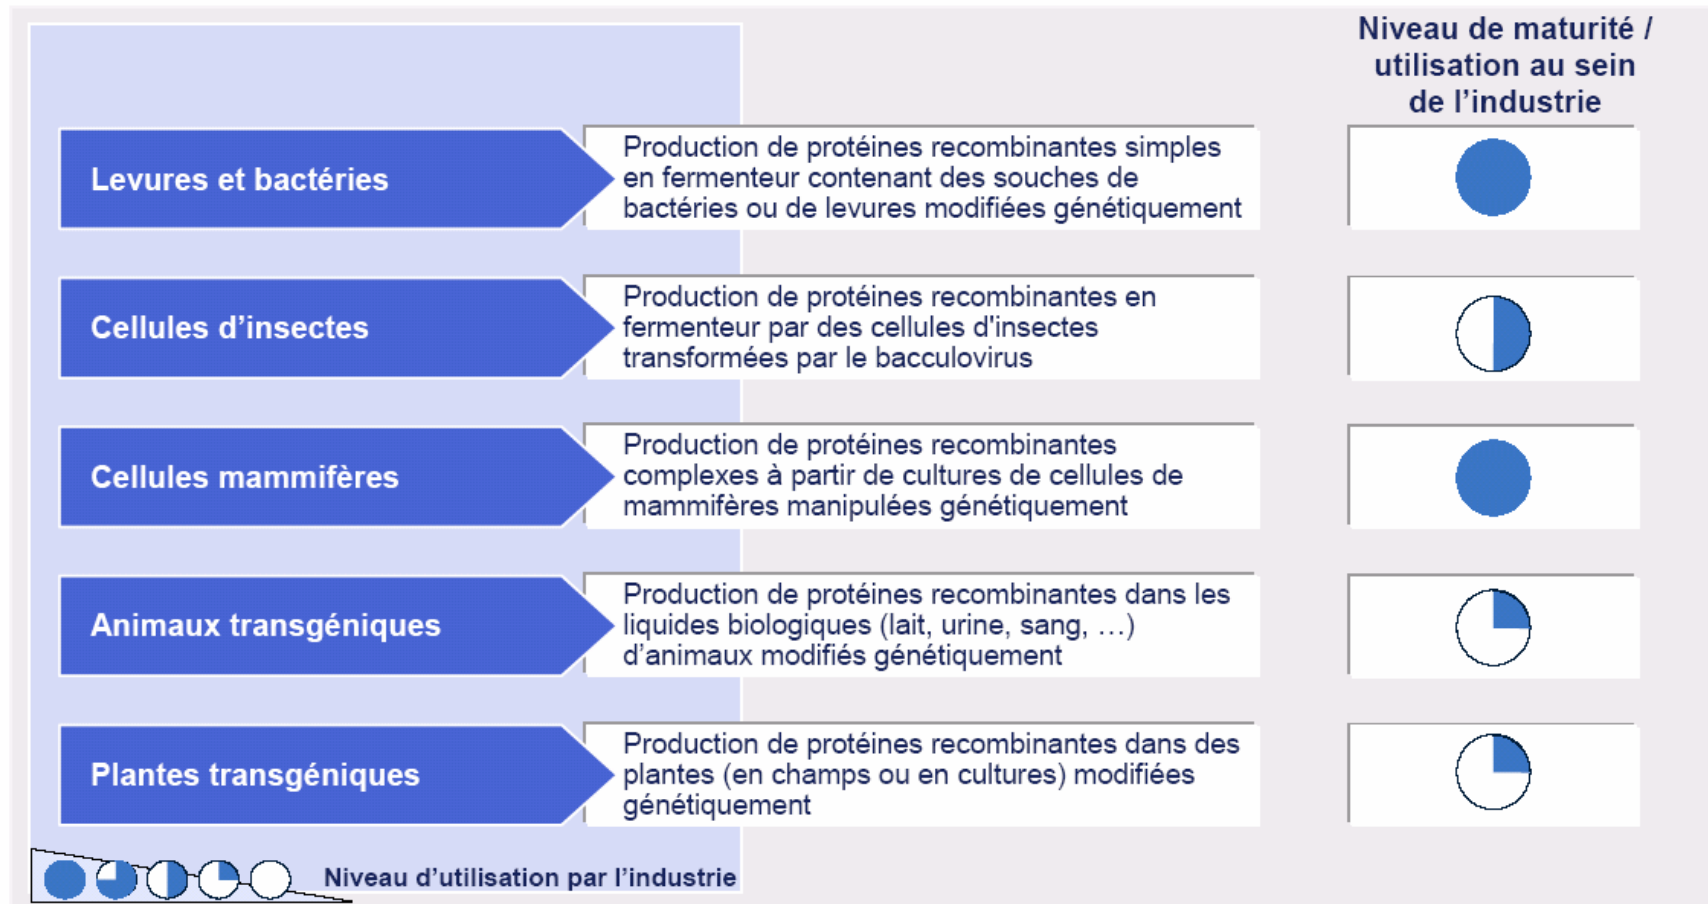 Niveau de maturité /
utilisation au sein
de l’industrie
Levures et bactéries
Production de protéines recombinantes simples
en fermenteur contenant des souches de
bactéries ou de levures modifiées génétiquement
Cellules d’insectes
Production de protéines recombinantes en
fermenteur par des cellules d'insectes
transformées par le bacculovirus
Cellules mammifères
Production de protéines recombinantes
complexes à partir de cultures de cellules de
mammifères manipulées génétiquement
Animaux transgéniques
Production de protéines recombinantes dans les
liquides biologiques (lait, urine, sang, …)
d’animaux modifiés génétiquement
Plantes transgéniques
Production de protéines recombinantes dans des
plantes (en champs ou en cultures) modifiées
génétiquement
Niveau d’utilisation par l’industrie